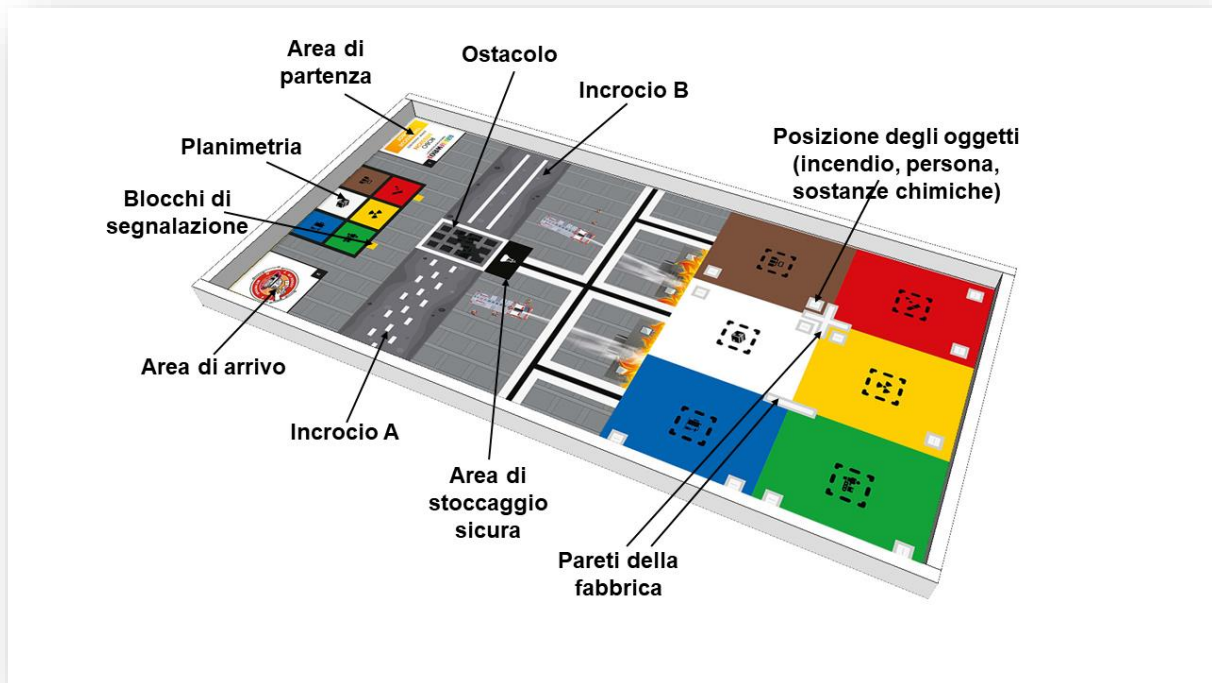 Area di
partenza
Ostacolo
Incrocio B
Planimetria
Posizione degli oggetti
(incendio, persona,
sostanze chimiche)
Blocchi di
segnalazione
Area di arrivo
Incrocio A
Area di
stoccaggio
sicura
Pareti della
fabbrica